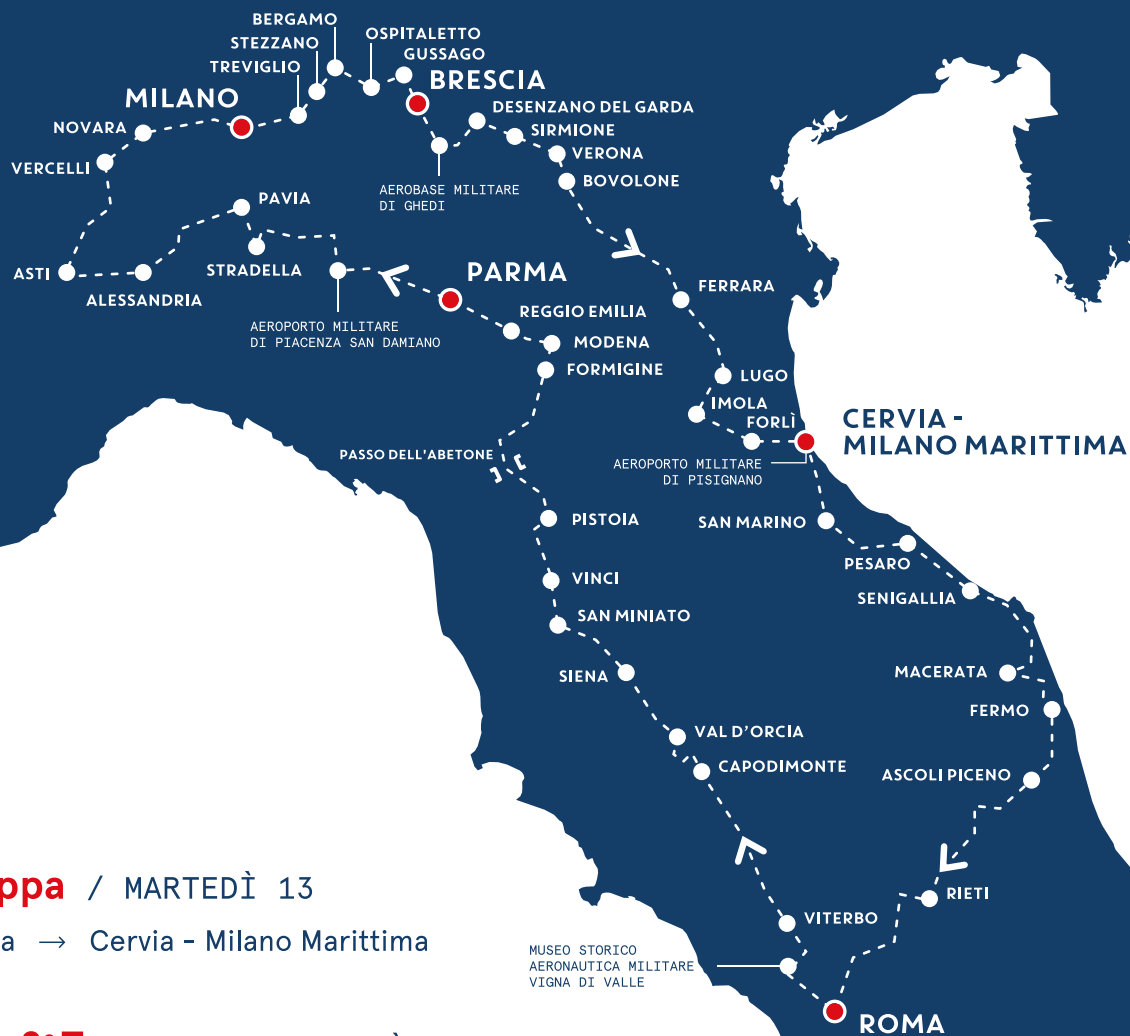 BERGAMO
STEZZANO
TREVIGLIO
OSPITALETTO
GUSSAGO
BRESCIA
MILANO
NOVARA
VERCELLI
DESENZANO DEL GARDA
SIRMIONE
VERONA
BOVOLONE
AEROBASE MILITARE
DI GHEDI
PAVIA
ASTI
STRADELLA
ALESSANDRIA
PARMA
AEROPORTO MILITARE
DI PIACENZA SAN DAMIANO
REGGIO EMILIA
MODENA
FORMIGINE
FERRARA
LUGO
IMOLA
FORLÌ
CERVIA -
MILANO MARITTIMA
AEROPORTO MILITARE
DI PISIGNANO
PASSO DELL'ABETONE
PISTOIA
SAN MARINO
PESARO
VINCI
SENIGALLIA
SAN MINIATO
SIENA
MACERATA
FERMO
VAL D'ORCIA
CAPODIMONTE
ASCOLI PICENO
RIETI
VITERBO
MUSEO STORICO
AERONAUTICA MILITARE
VIGNA DI VALLE
ROMA
ppa / MARTEDÌ 13
a → Cervia - Milano Marittima